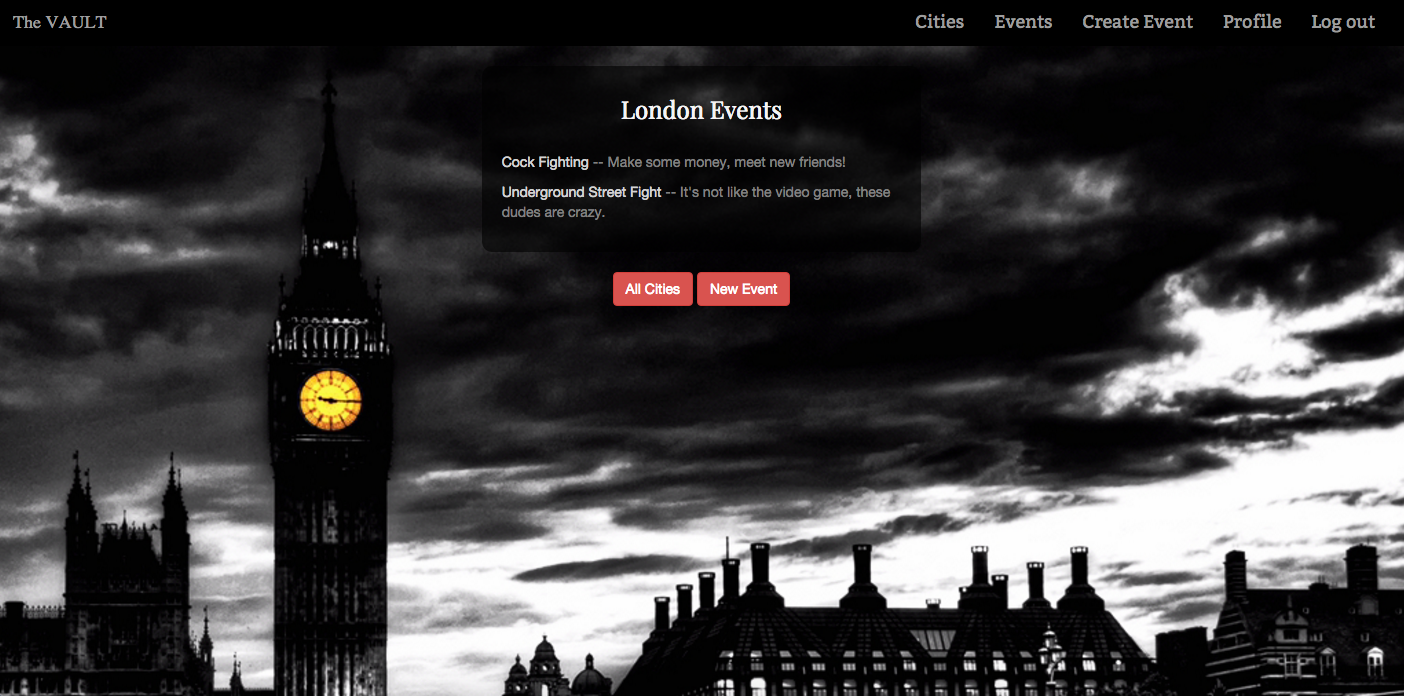 The VAULT
Cities Events Create Event Profile Log out
London Events
Cock Fighting -- Make some money, meet new friends!
Underground Street Fight -- It's not like the video game, these
dudes are crazy.
All Cities New Event